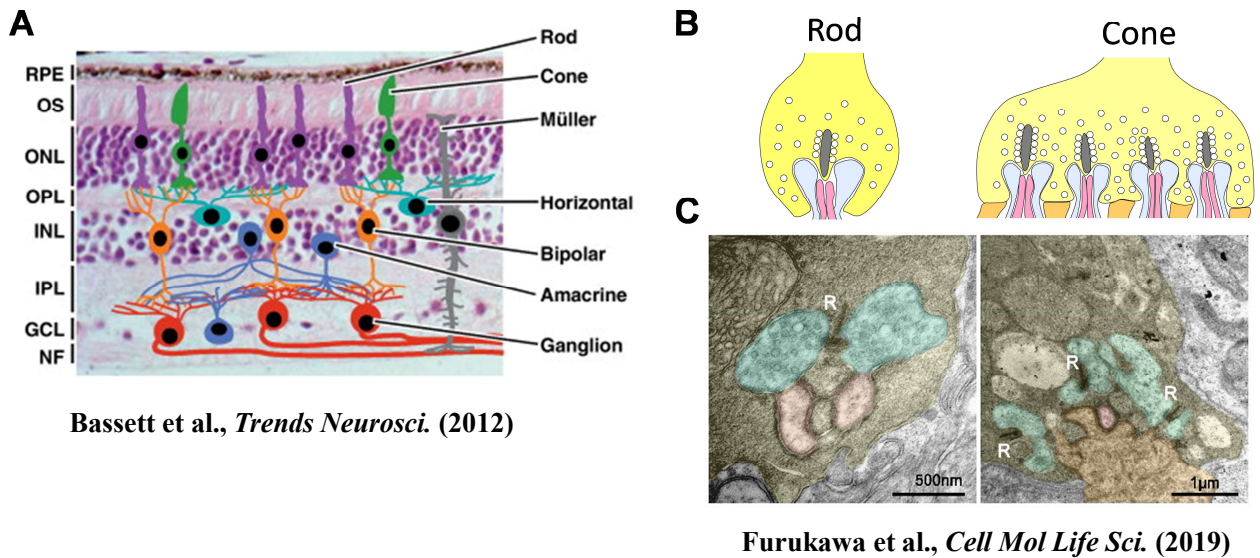 A
RPE
OS
ONL
OPL
INL
IPL
GCL
NF
Rod
Cone
Müller
Horizontal
Bipolar
Amacrine
Ganglion
Bassett et al., Trends Neurosci. (2012)
B
Rod
Cone
C
R
500nm
R
R
R
1µm
Furukawa et al., Cell Mol Life Sci. (2019)